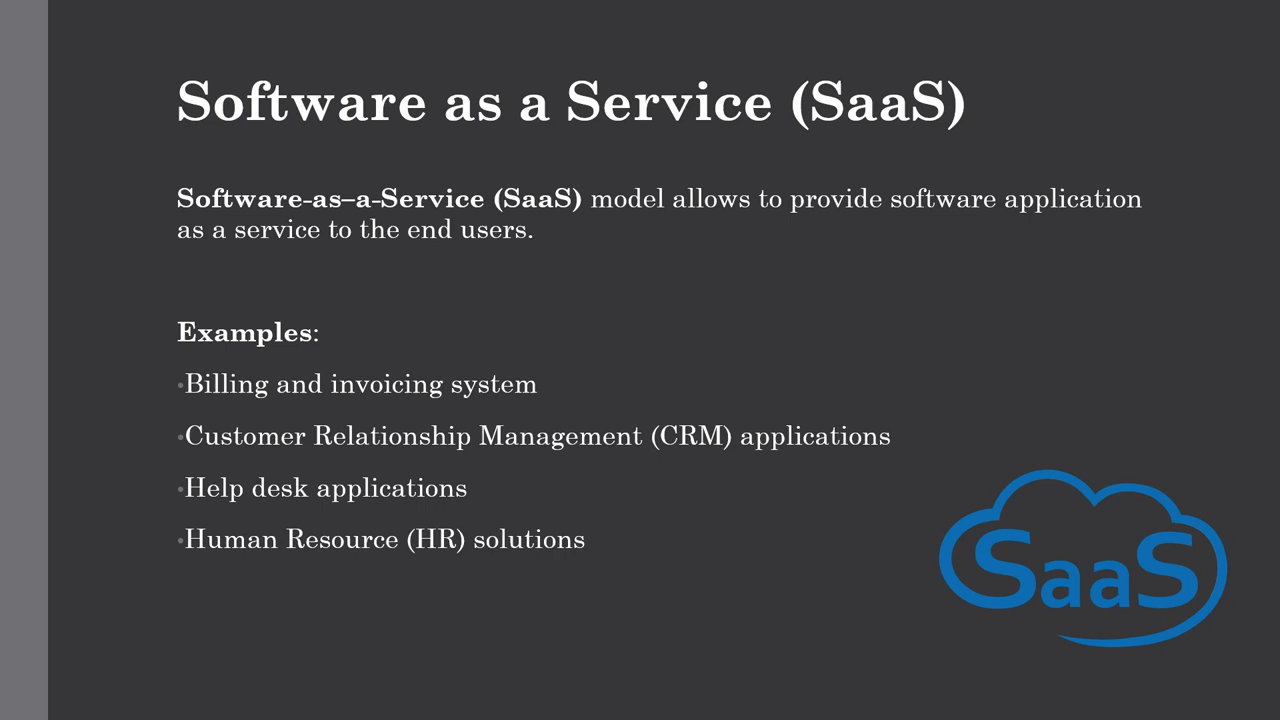 Software as a Service (SaaS)
Software-as–a-Service (SaaS) model allows to provide software application
as a service to the end users.
Examples:
•Billing and invoicing system
•Customer Relationship Management (CRM) applications
•Help desk applications
•Human Resource (HR) solutions
SaaS